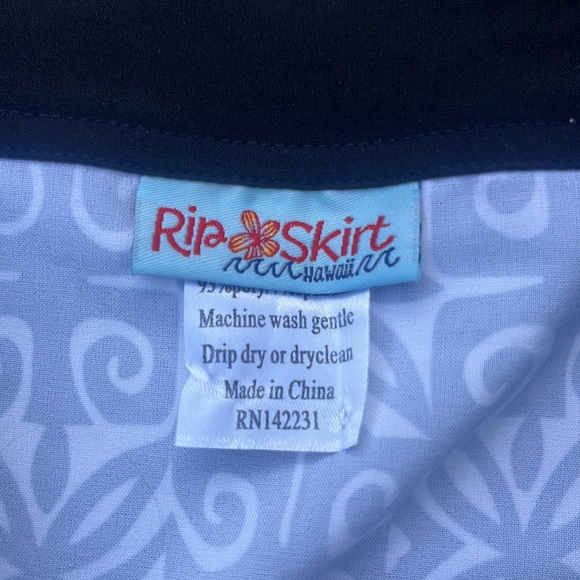 Rip Skirt
Hawaii
Machine wash gentle
Drip dry or dryclean
Made in China
RN142231